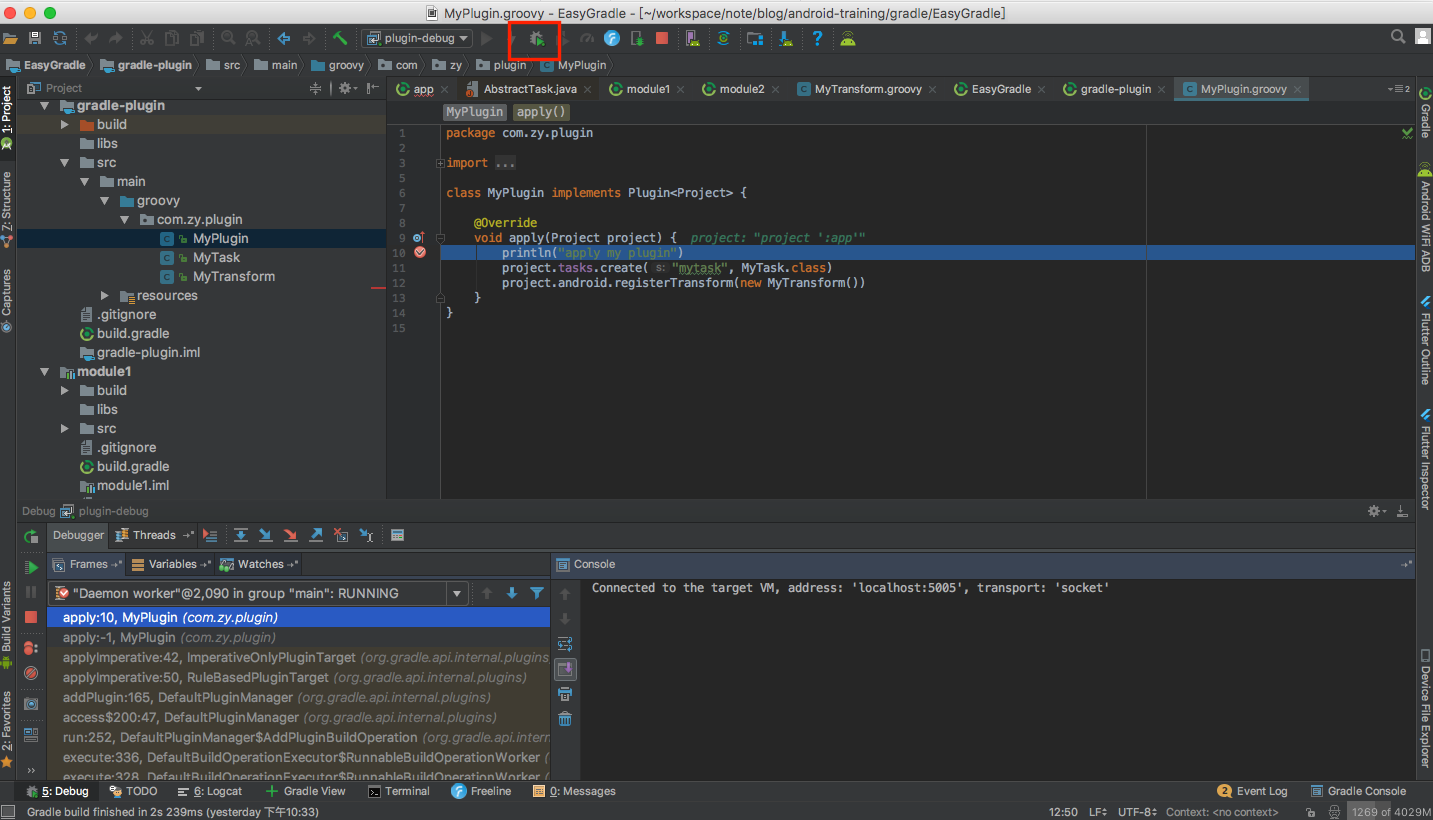 MyPlugin.groovy - EasyGradle - [~/workspace/note/blog/android-training/gradle/EasyGradle]
plugin-debug
EasyGradle gradle-plugin src main groovy com zy plugin MyPlugin
Project
app AbstractTask.java module1 module2 MyTransform.groovy EasyGradle gradle-plugin MyPlugin.groovy 2
MyPlugin apply()
gradle-plugin
build
libs
src
main
groovy
com.zy.plugin
MyPlugin
MyTask
MyTransform
resources
.gitignore
build.gradle
gradle-plugin.iml
module1
build
libs
src
.gitignore
build.gradle
module1.iml
1 package com.zy.plugin
2
3 import ...
5
6 class MyPlugin implements Plugin<Project> {
7
8 @Override
9 void apply(Project project) { project: "project ':app'"
10 println("apply my plugin")
11 project.tasks.create( s: "mytask", MyTask.class)
12 project.android.registerTransform(new MyTransform())
13 }
14 }
15
1: Project
Z: Structure
Captures
Build Variants
2: Favorites
Gradle
Android WiFi ADB
Flutter Outline
Flutter Inspector
Device File Explorer
Debug plugin-debug
Debugger Threads
Frames Variables Watches Console
"Daemon worker"@2,090 in group "main": RUNNING
apply:10, MyPlugin (com.zy.plugin)
apply:-1, MyPlugin (com.zy.plugin)
applyImperative:42, ImperativeOnlyPluginTarget (org.gradle.api.internal.plugins
applyImperative:50, RuleBasedPluginTarget (org.gradle.api.internal.plugins)
addPlugin:165, DefaultPluginManager (org.gradle.api.internal.plugins)
access$200:47, DefaultPluginManager (org.gradle.api.internal.plugins)
run:252, DefaultPluginManager$AddPluginBuildOperation (org.gradle.api.intern
execute:336, DefaultBuildOperationExecutor$RunnableBuildOperationWorker (
execute:328, DefaultBuildOperationExecutor$RunnableBuildOperationWorker (
Connected to the target VM, address: 'localhost:5005', transport: 'socket'
5: Debug TODO 6: Logcat Gradle View Terminal Freeline 0: Messages 2 Event Log Gradle Console
Gradle build finished in 2s 239ms (yesterday 下午10:33) 12:50 LF UTF-8 Context: <no context> 1269 of 4029M